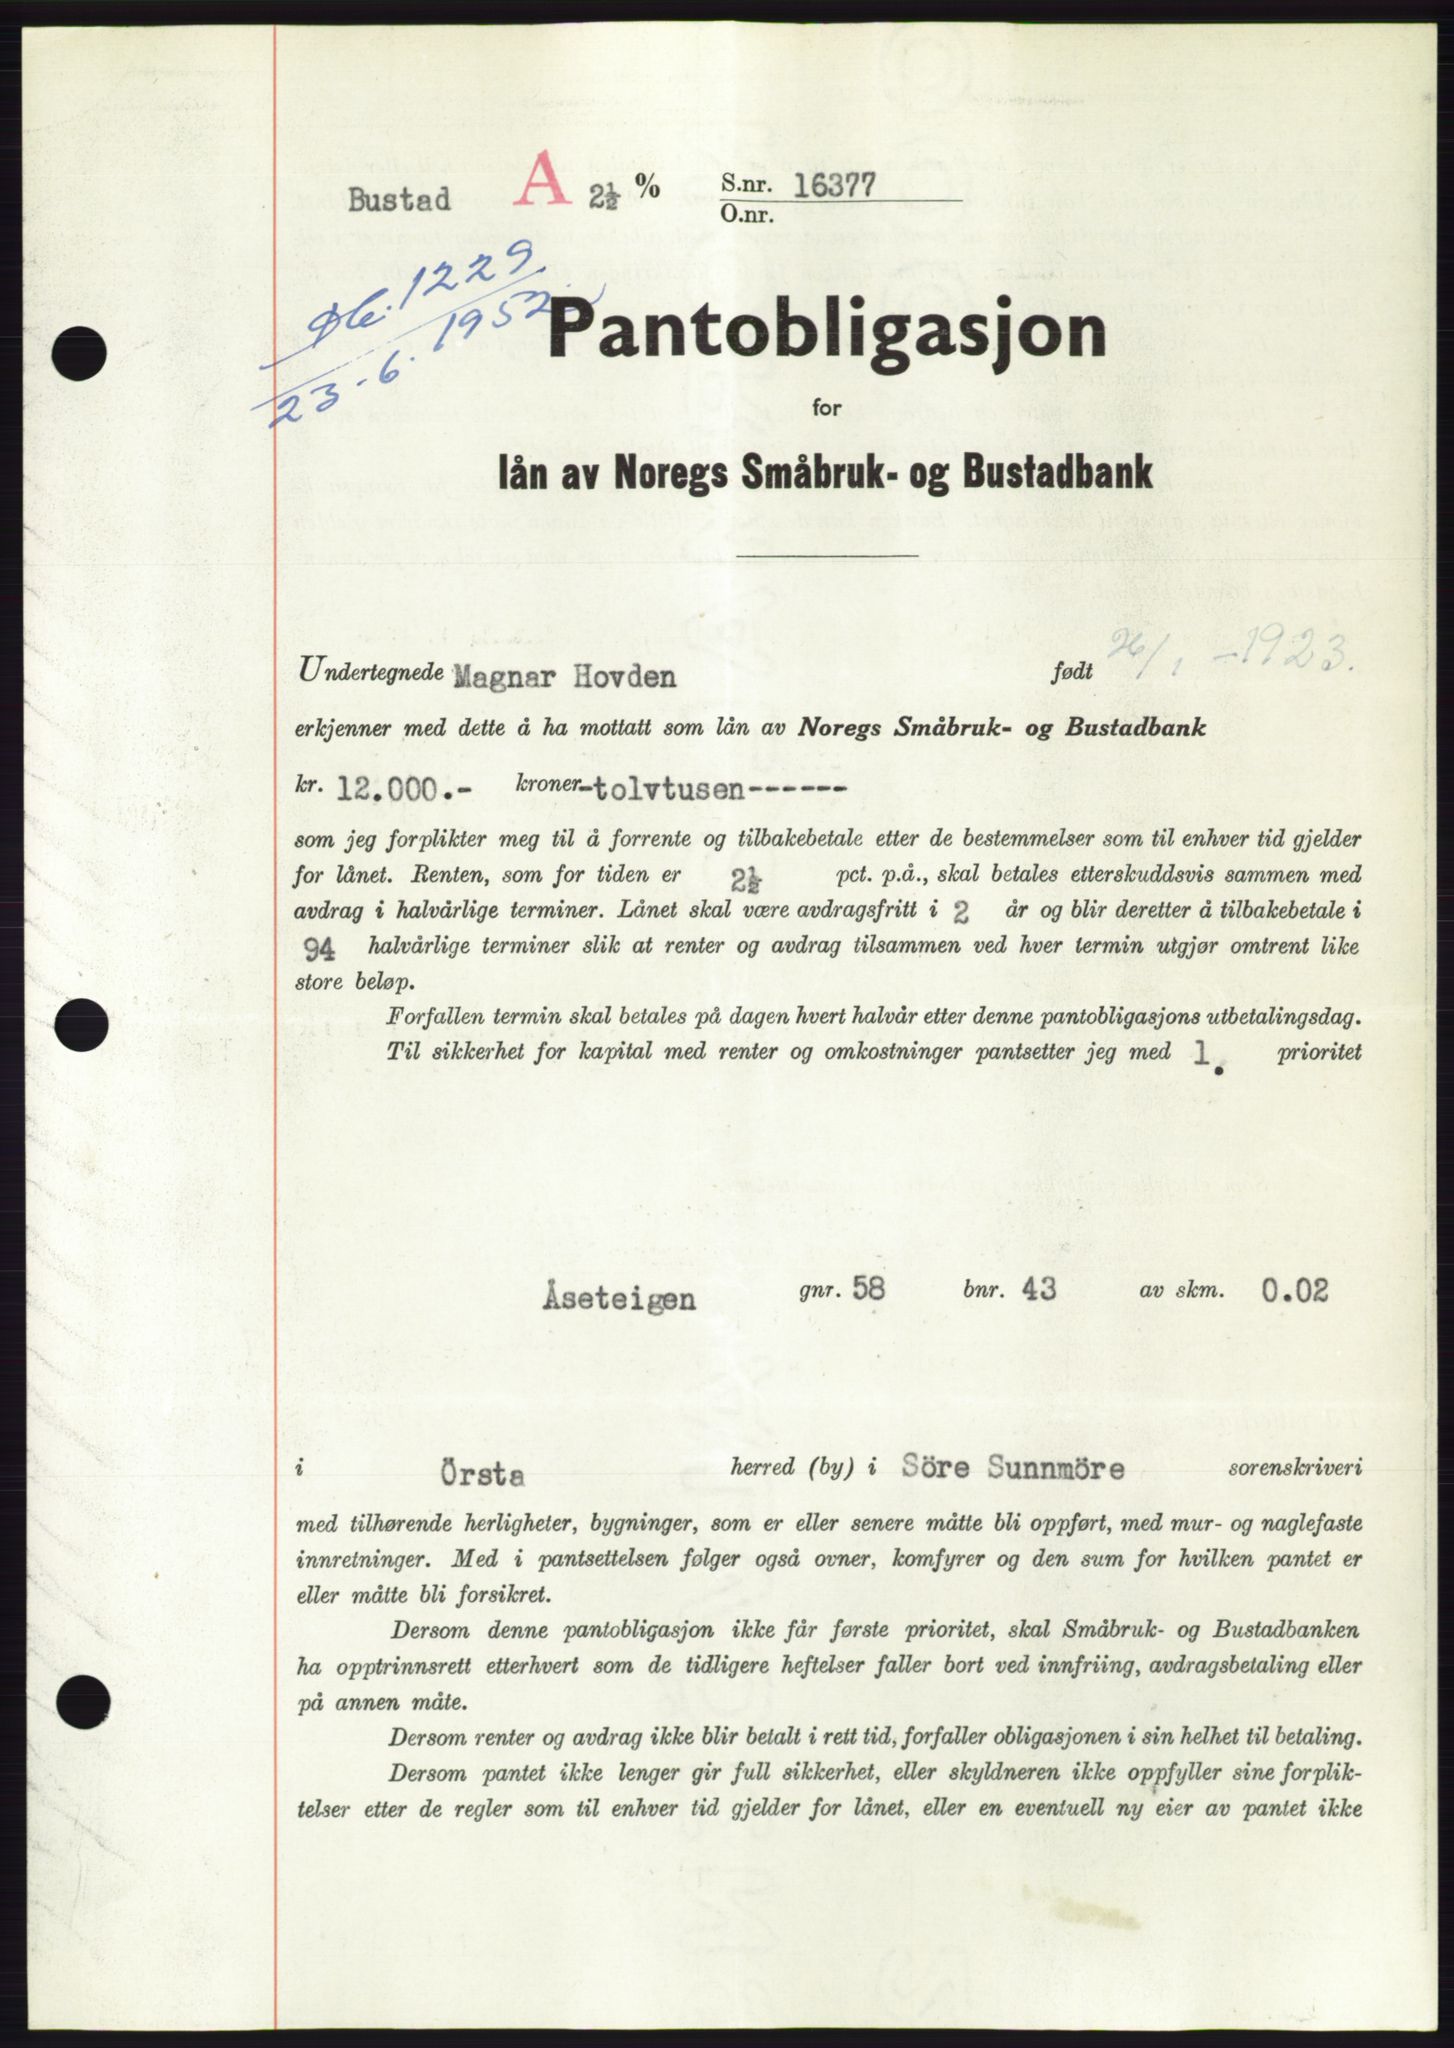 Bustad A 2½ % S.nr. 16377
O.nr.
Dbl. 1229
23.-6. 1952.
Pantobligasjon
for
lån av Noregs Småbruk- og Bustadbank
Undertegnede Magnar Hovden født 26/1 -1923.
erkjenner med dette å ha mottatt som lån av Noregs Småbruk- og Bustadbank
kr. 12.000.- kroner-tolvtusen------
som jeg forplikter meg til å forrente og tilbakebetale etter de bestemmelser som til enhver tid gjelder
for lånet. Renten, som for tiden er 2½ pct. p.å., skal betales etterskuddsvis sammen med
avdrag i halvårlige terminer. Lånet skal være avdragsfritt i 2 år og blir deretter å tilbakebetale i
94 halvårlige terminer slik at renter og avdrag tilsammen ved hver termin utgjør omtrent like
store beløp.
Forfallen termin skal betales på dagen hvert halvår etter denne pantobligasjons utbetalingsdag.
Til sikkerhet for kapital med renter og omkostninger pantsetter jeg med 1. prioritet
Åseteigen gnr. 58 bnr. 43 av skm. 0.02
i Örsta herred (by) i Söre Sunnmöre sorenskriveri
med tilhørende herligheter, bygninger, som er eller senere måtte bli oppført, med mur- og naglefaste
innretninger. Med i pantsettelsen følger også ovner, komfyrer og den sum for hvilken pantet er
eller måtte bli forsikret.
Dersom denne pantobligasjon ikke får første prioritet, skal Småbruk- og Bustadbanken
ha opptrinnsrett etterhvert som de tidligere heftelser faller bort ved innfriing, avdragsbetaling eller
på annen måte.
Dersom renter og avdrag ikke blir betalt i rett tid, forfaller obligasjonen i sin helhet til betaling.
Dersom pantet ikke lenger gir full sikkerhet, eller skyldneren ikke oppfyller sine forplik-
telser etter de regler som til enhver tid gjelder for lånet, eller en eventuell ny eier av pantet ikke